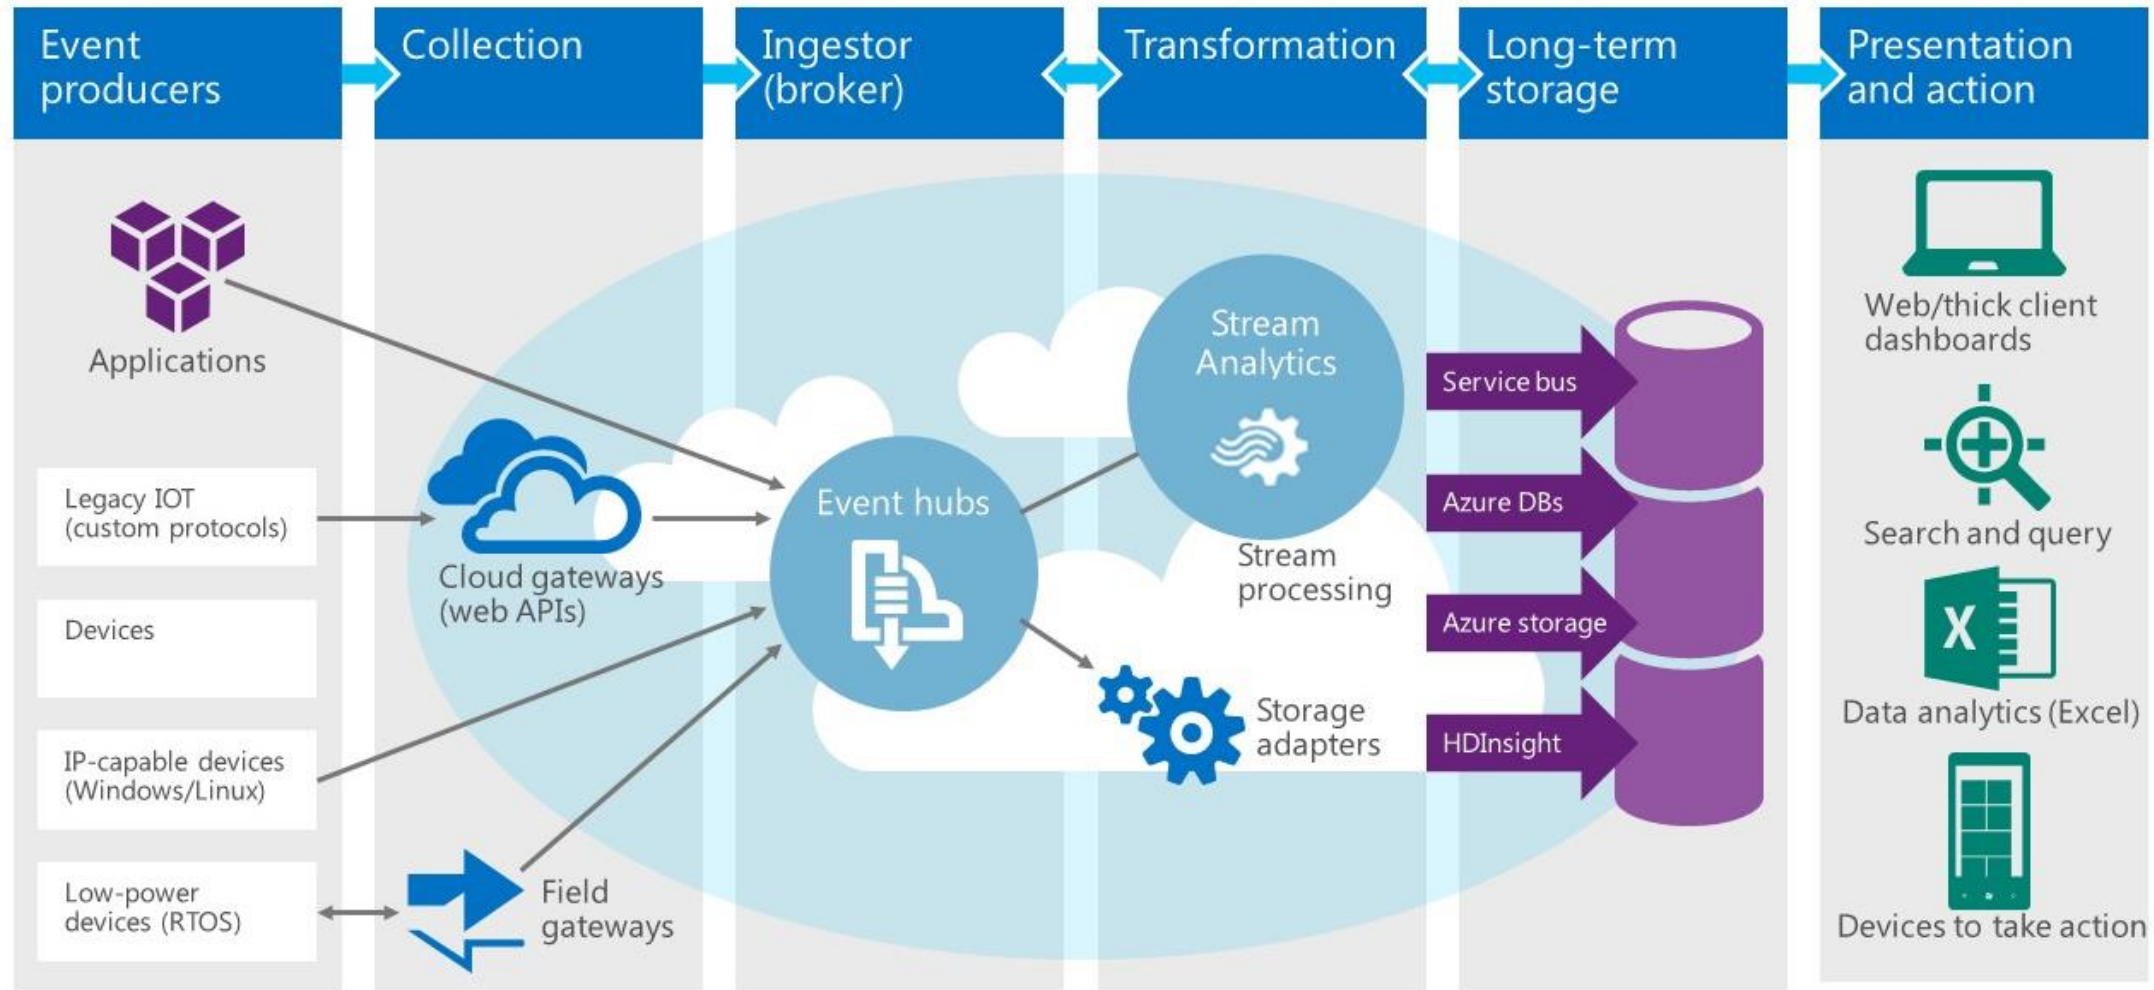 Event
producers
Collection
Ingestor
(broker)
Transformation
Long-term
storage
Presentation
and action
Applications
Legacy IOT
(custom protocols)
Devices
IP-capable devices
(Windows/Linux)
Low-power
devices (RTOS)
Cloud gateways
(web APIs)
Field
gateways
Event hubs
Stream
Analytics
Stream
processing
Storage
adapters
Service bus
Azure DBs
Azure storage
HDInsight
Web/thick client
dashboards
Search and query
X
Data analytics (Excel)
Devices to take action